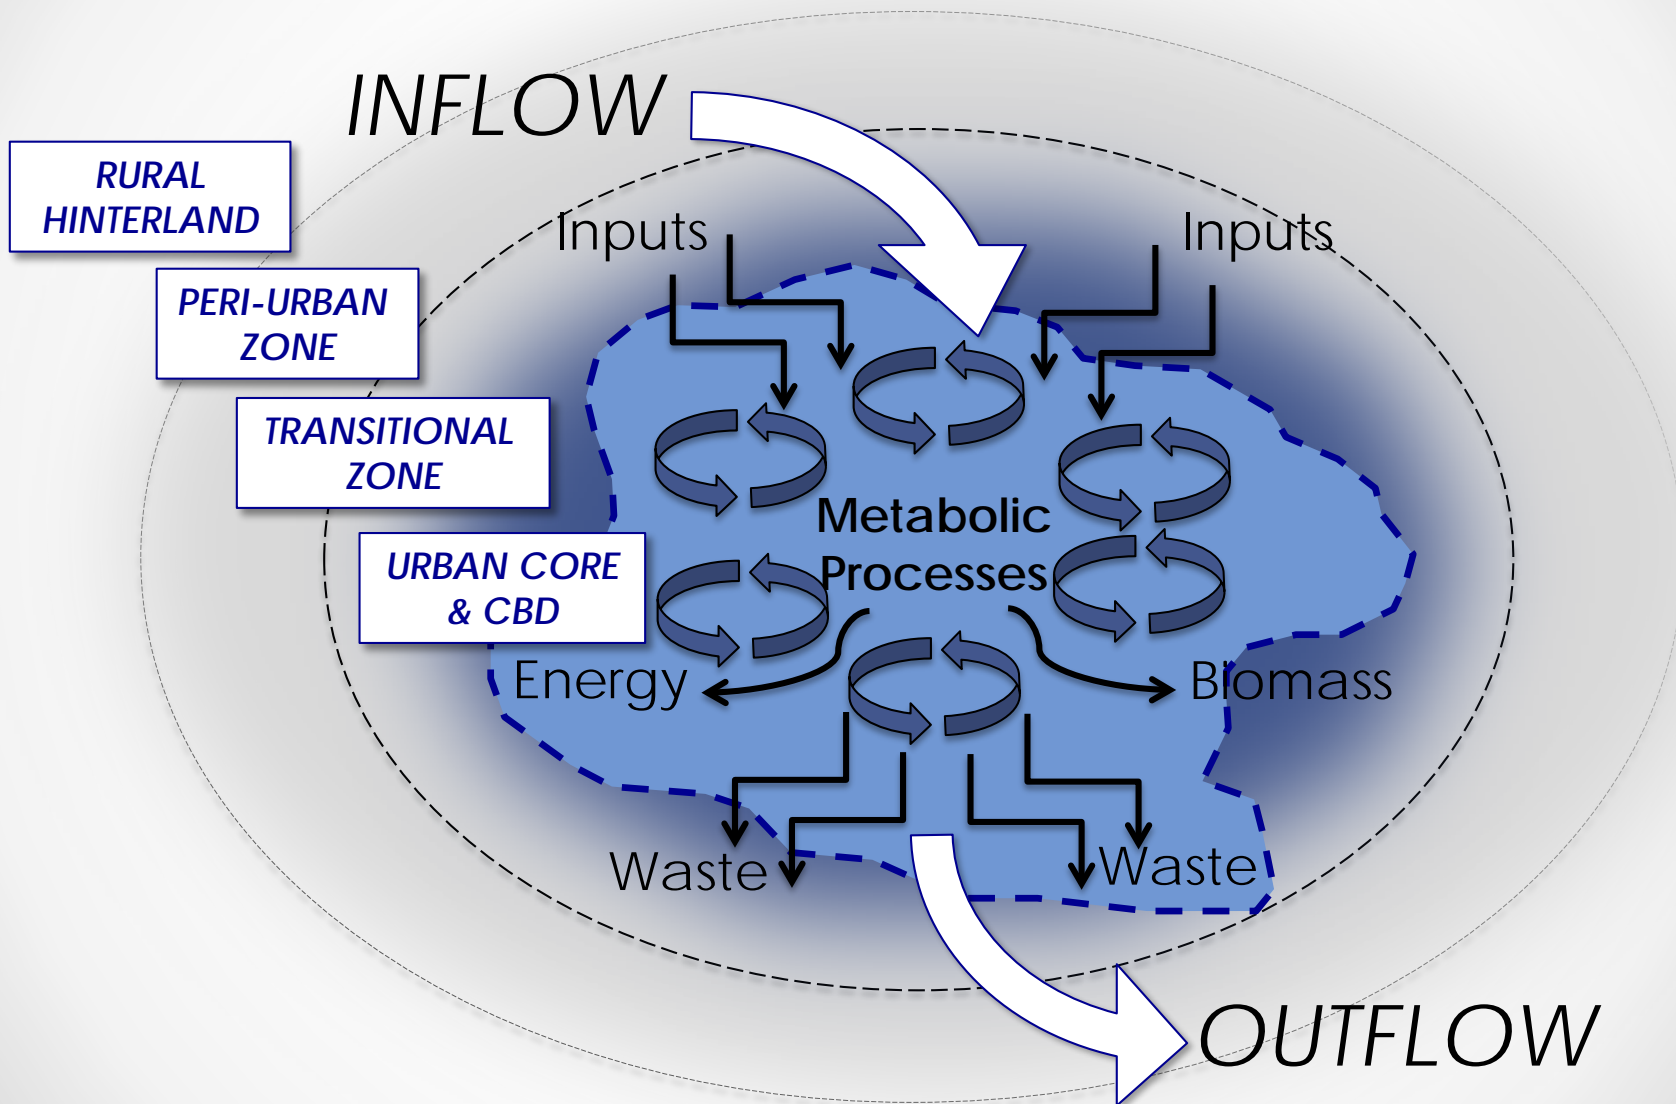 INFLOW
RURAL
HINTERLAND
Inputs
Inputs
PERI-URBAN
ZONE
TRANSITIONAL
ZONE
Metabolic
Processes
URBAN CORE
& CBD
Energy
Biomass
Waste
Waste
OUTFLOW